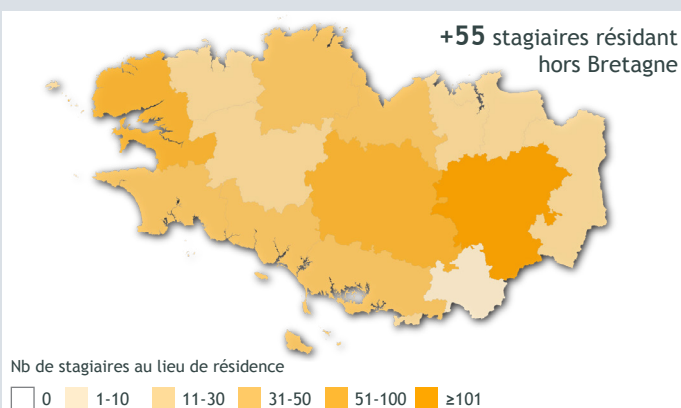 +55 stagiaires résidant
hors Bretagne
Nb de stagiaires au lieu de résidence
0 1-10 11-30 31-50 51-100 ≥101